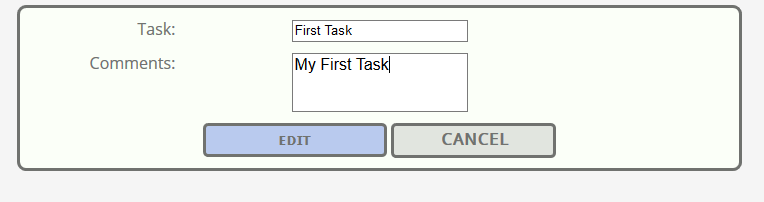 Task: First Task
Comments: My First Task
EDIT CANCEL